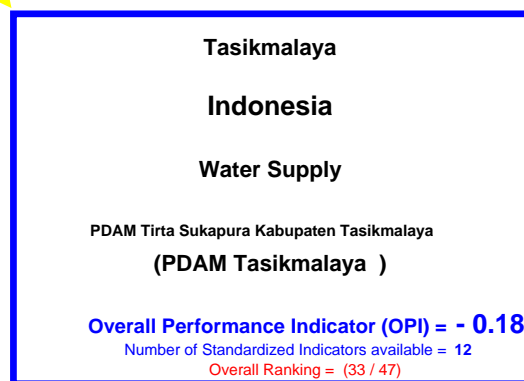 Tasikmalaya
Indonesia
Water Supply
PDAM Tirta Sukapura Kabupaten Tasikmalaya
(PDAM Tasikmalaya )
Overall Performance Indicator (OPI) = - 0.18
Number of Standardized Indicators available = 12
Overall Ranking = (33 / 47)